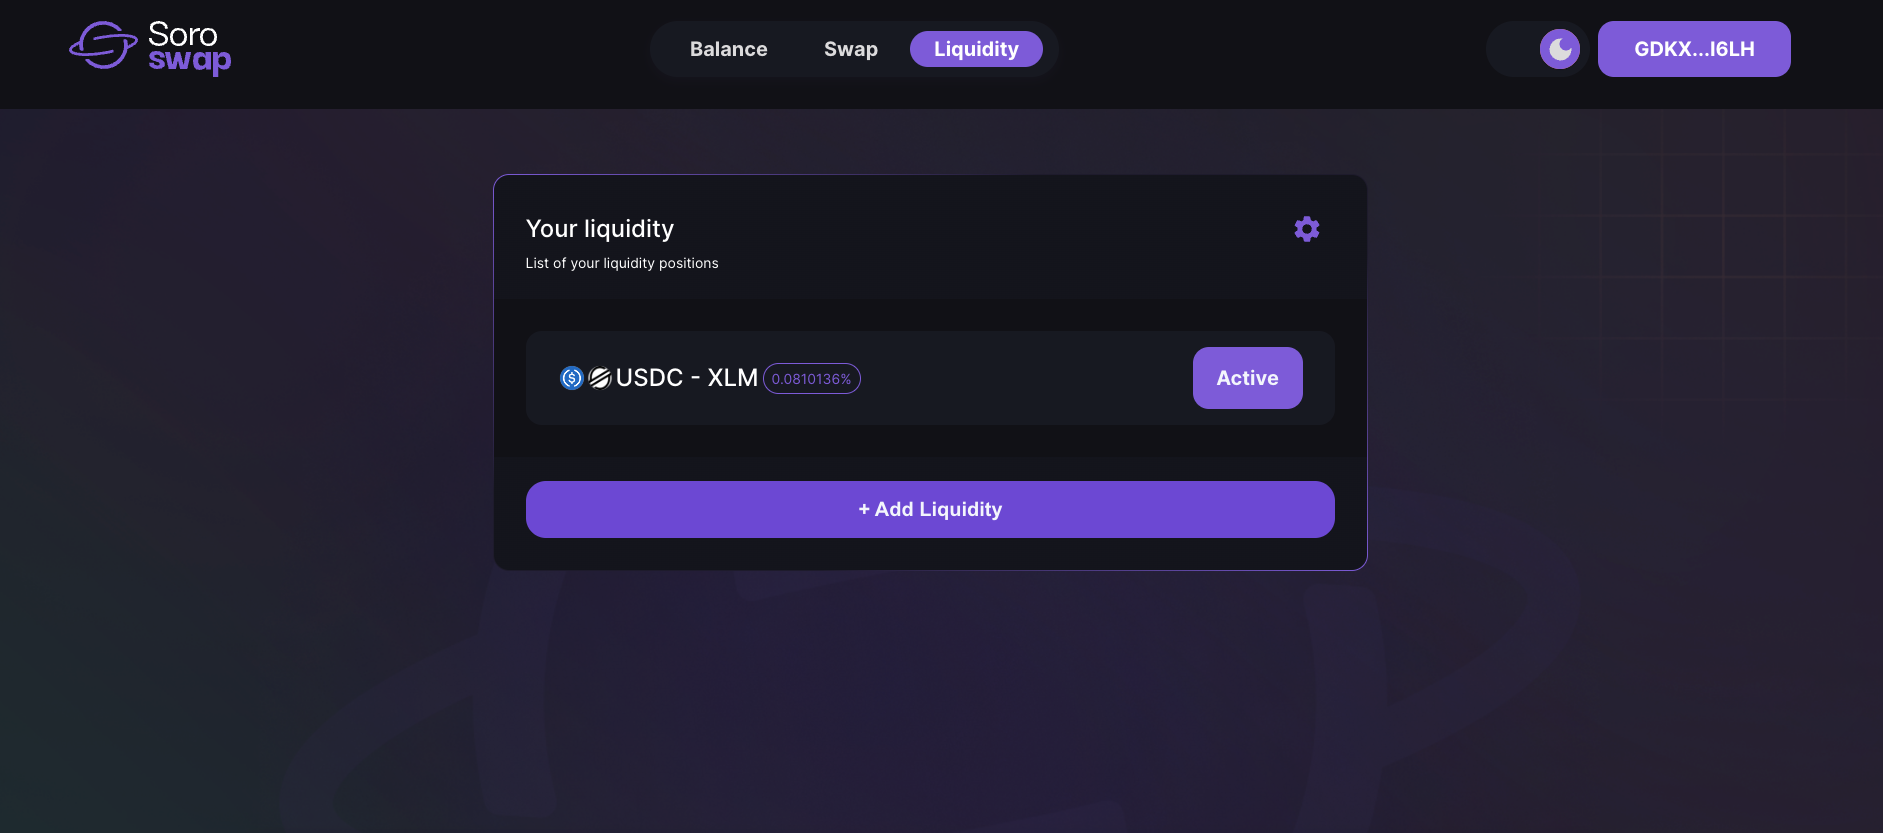 Soro
swap
Balance
Swap
Liquidity
GDKX...I6LH
Your liquidity
List of your liquidity positions
USDC - XLM
0.0810136%
Active
+ Add Liquidity